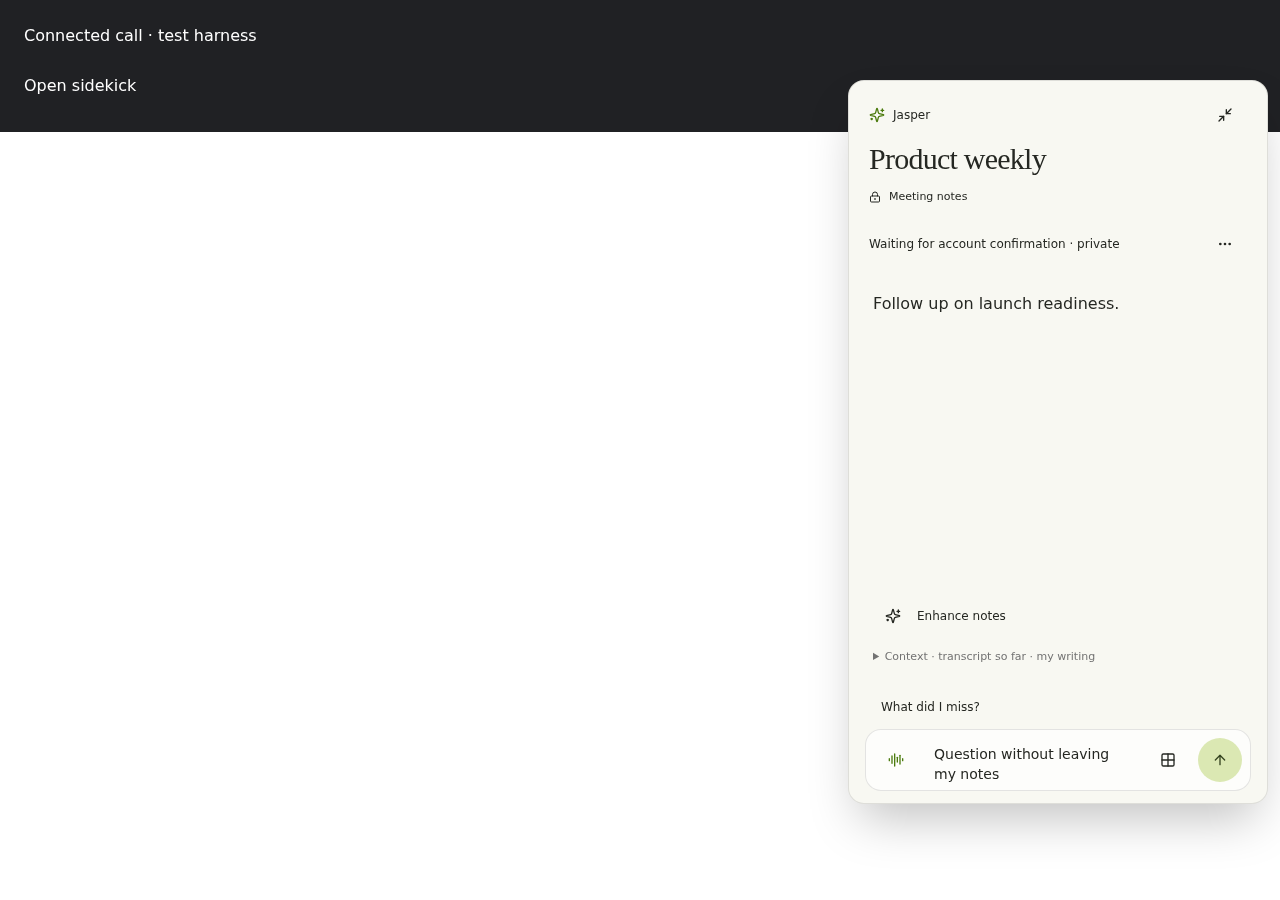 Connected call · test harness
Open sidekick
Jasper
Product weekly
Meeting notes
Waiting for account confirmation · private
Follow up on launch readiness.
Enhance notes
Context · transcript so far · my writing
What did I miss?
Question without leaving
my notes